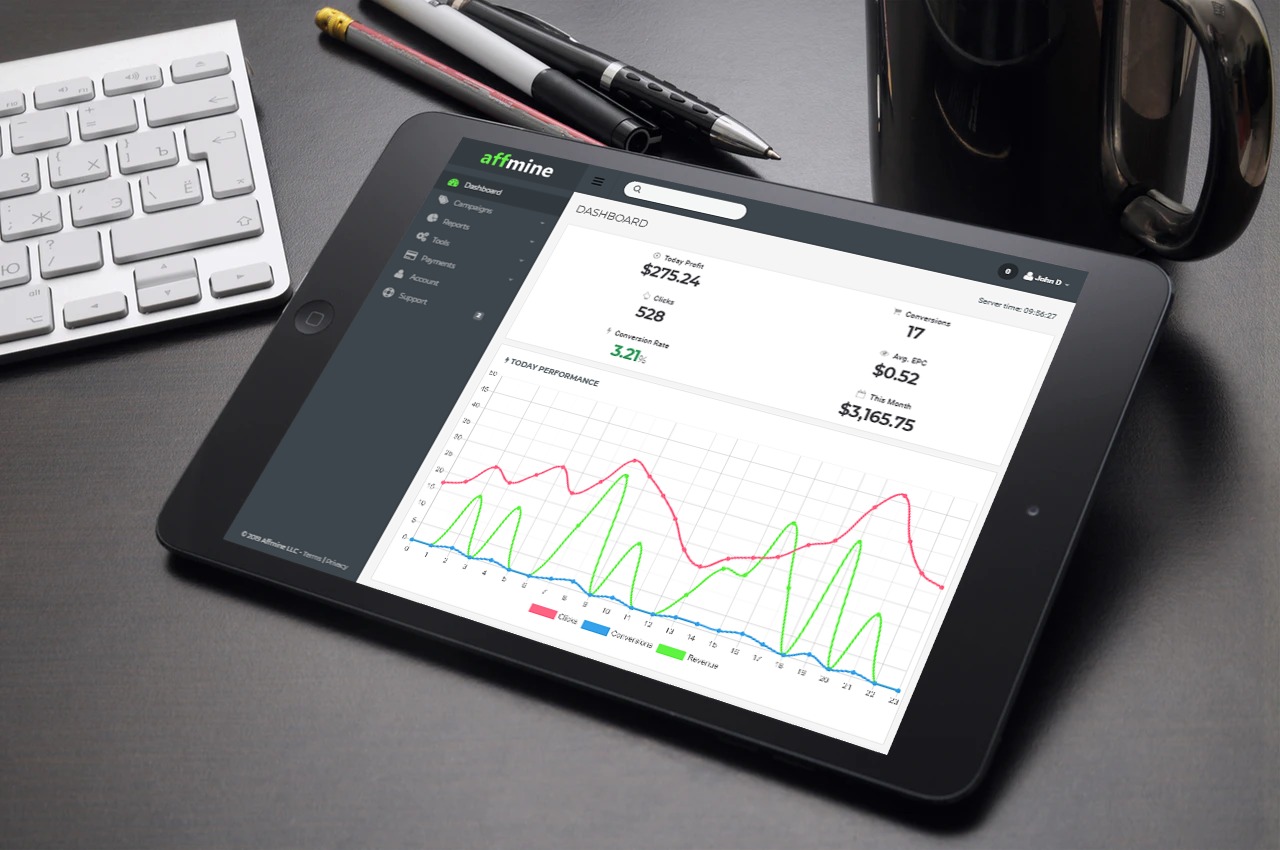 F10
F11
F12
-
=
+
З
[
{
Х
]
}
Ъ
;
:
Ж
'
"
Э
\
Ё
Ю
/
?
alt
affmine
Dashboard
Campaigns
Reports
Tools
Payments
Account
Support
2
© 2019 Affmine LLC - Terms | Privacy
0
John D
DASHBOARD
Server time: 09:56:27
Today Profit
$275.24
Clicks
528
Conversion Rate
3.21%
Conversions
17
Avg. EPC
$0.52
This Month
$3,165.75
TODAY PERFORMANCE
50
45
40
35
30
25
20
15
10
5
0
0 1 2 3 4 5 6 7 8 9 10 11 12 13 14 15 16 17 18 19 20 21 22 23
Clicks Conversions Revenue